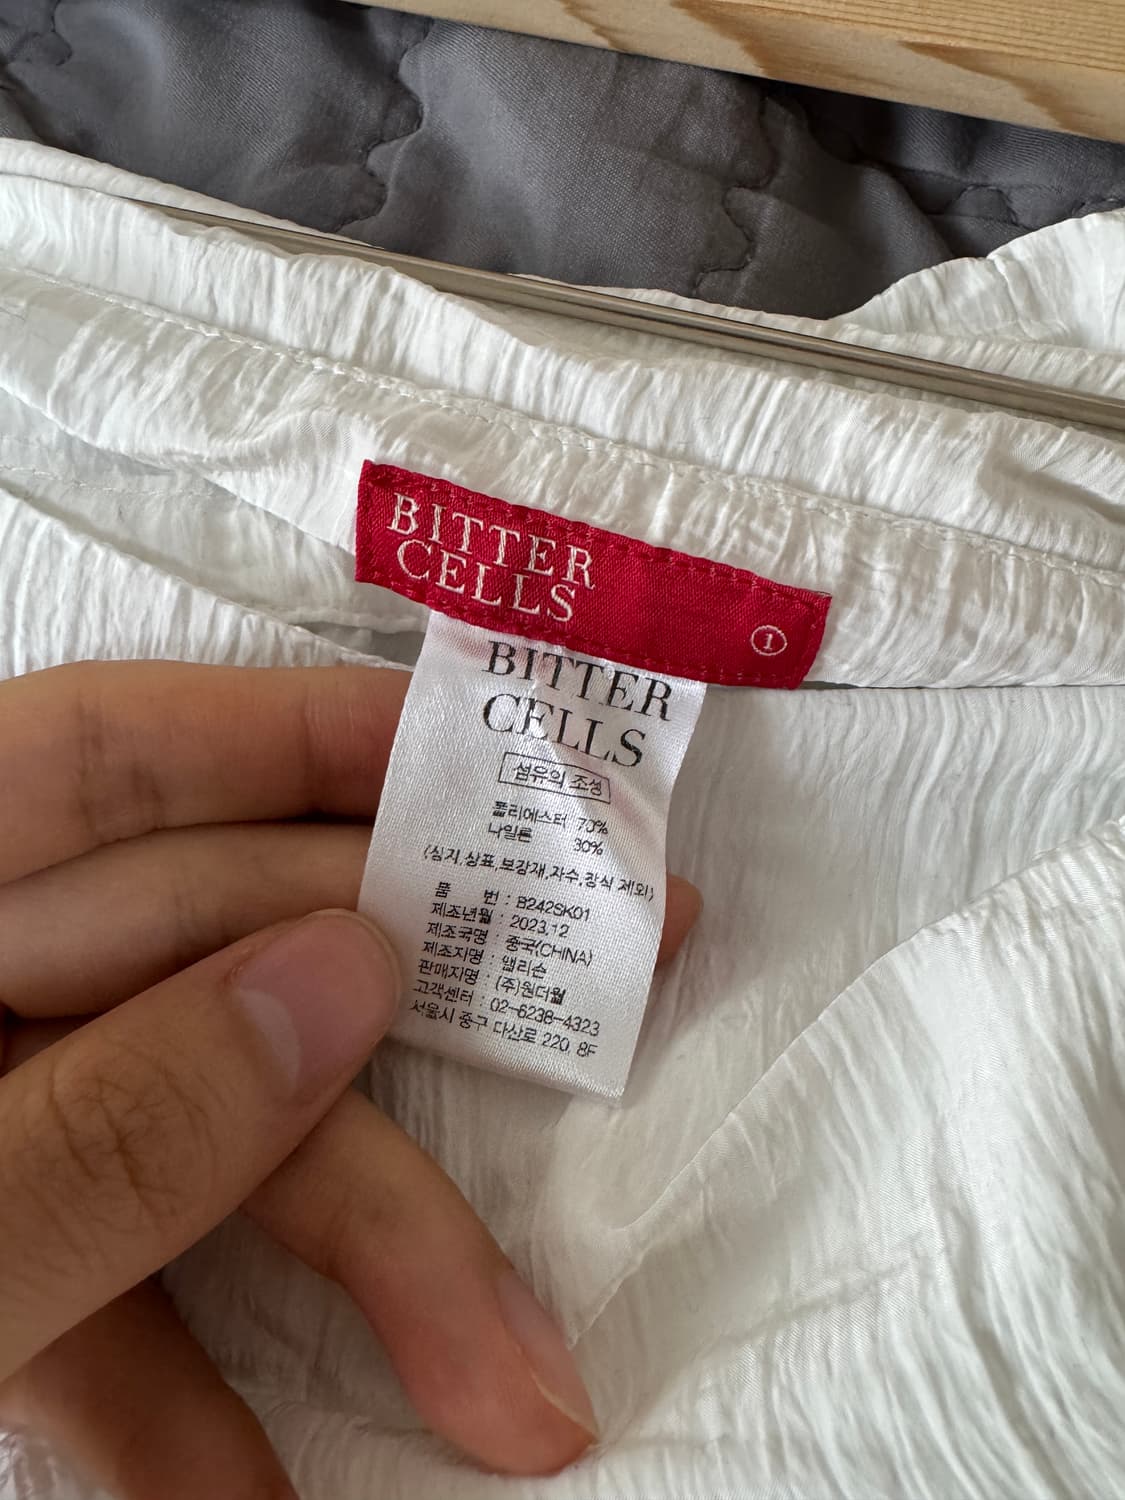 BITTER
CELLS
1
BITTER
CELLS
섬유의 조성
폴리에스터 70%
나일론 30%
(심지,상표,보강재,자수,장식 제외)
품 번 : B242SK01
제조년월 : 2023.12
제조국명 : 중국(CHINA)
제조지명 : 앨리슨
판매지명 : (주)원더월
고객센터 : 02-6238-4323
서울시 중구 다산로 220, 8F